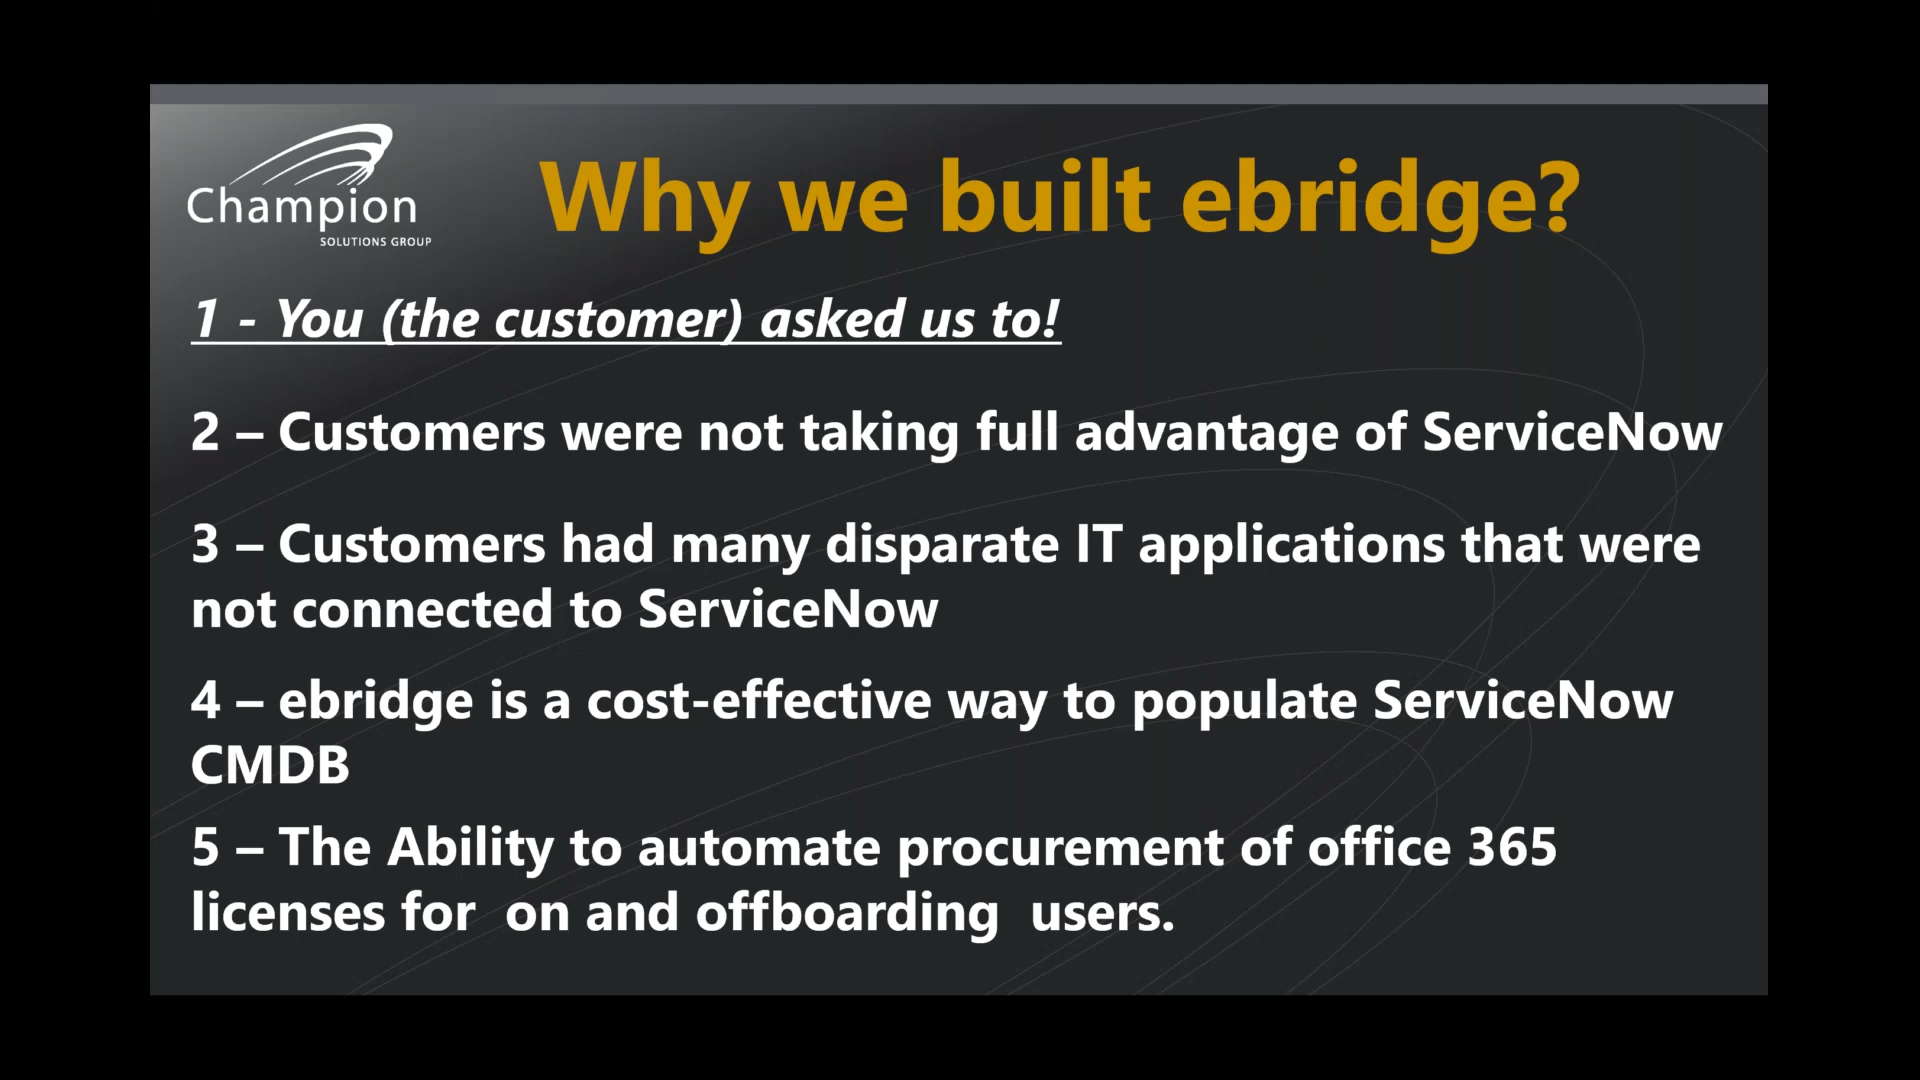 Champion
SOLUTIONS GROUP
Why we built ebridge?
1 - You (the customer) asked us to!
2 – Customers were not taking full advantage of ServiceNow
3 – Customers had many disparate IT applications that were
not connected to ServiceNow
4 – ebridge is a cost-effective way to populate ServiceNow
CMDB
5 – The Ability to automate procurement of office 365
licenses for  on and offboarding  users.